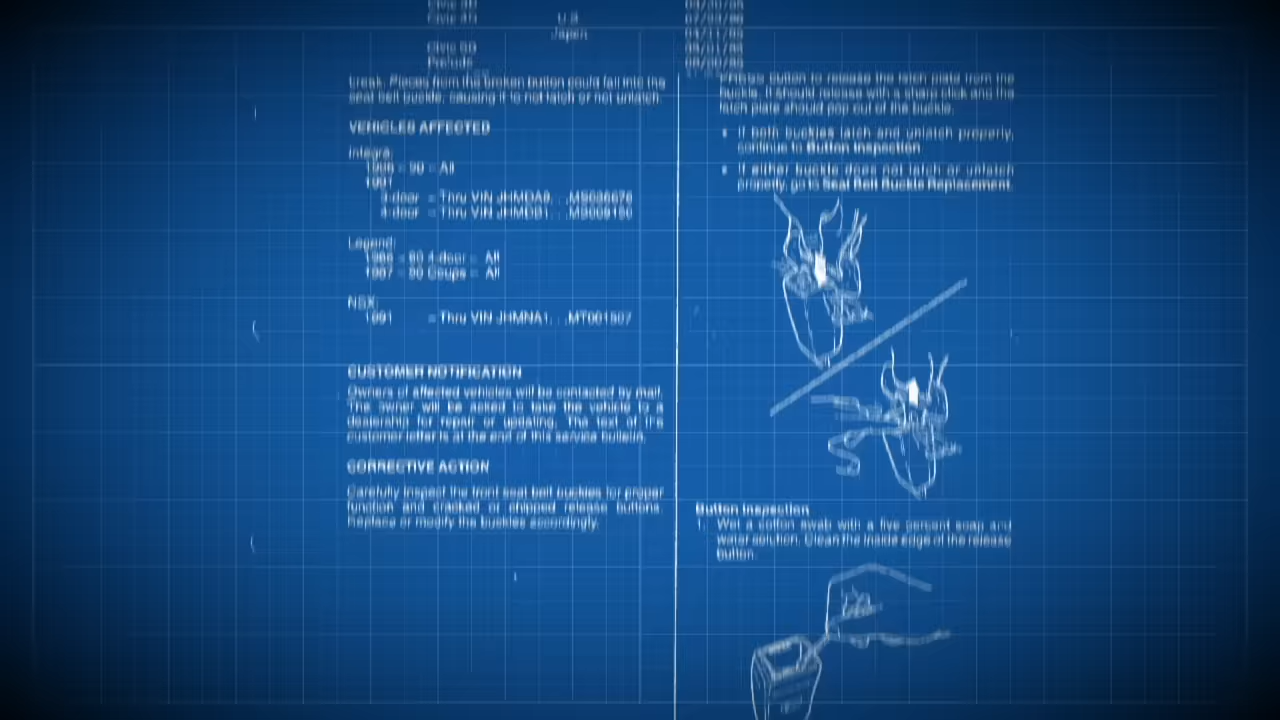 U.S
Japan
break. Pieces from the broken button could fall into the
seat belt buckle, causing it to not latch or not unlatch.
VEHICLES AFFECTED
Integra:
1986 - 90 = All
1991
3-door = Thru VIN JHMDA9. . .
4-door = Thru VIN JHMDB1. . .
Legend:
1986 - 90 4-door = All
1987 - 90 Coupe = All
NSX:
1991 = Thru VIN JHMNA1. . .
CUSTOMER NOTIFICATION
Owners of affected vehicles will be contacted by mail.
The owner will be asked to take the vehicle to a
dealership for repair or updating. The text of the
customer letter is at the end of this service bulletin.
CORRECTIVE ACTION
Carefully inspect the front seat belt buckles for proper
function and cracked or chipped release buttons.
Replace or modify the buckles accordingly.
button to release the latch plate from the
buckle. It should release with a sharp click and the
latch plate should pop out of the buckle.
• If both buckles latch and unlatch properly,
continue to Button Inspection
• If either buckle does not latch or unlatch
properly, go to Seat Belt Buckle Replacement.
Button Inspection
1. Wet a cotton swab with a five percent soap and
water solution. Clean the inside edge of the release
button.